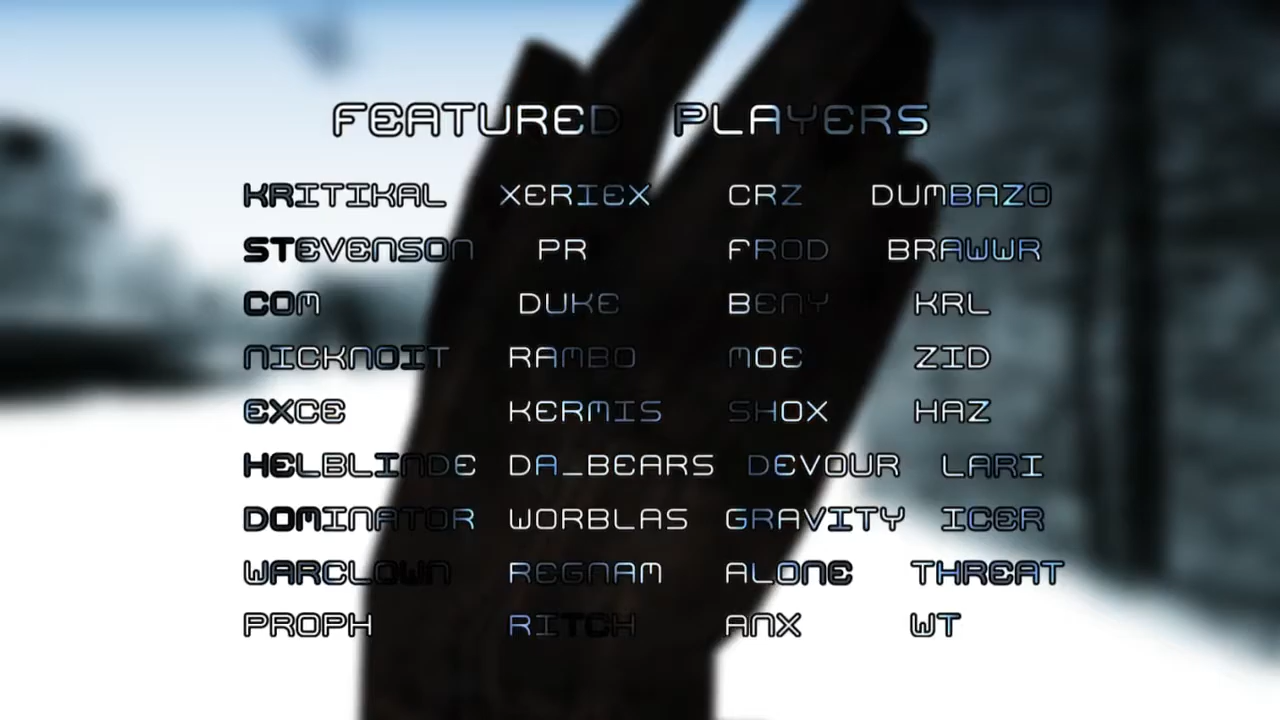 FEATURED PLAYERS
KRITIKAL XERIEX CRZ DUMBAZO
STEVENSON PR FROD BRAWWR
COM DUKE BENY KRL
NICKNOIT RAMBO MOE ZID
EXCE KERMIS SHOX HAZ
HELBLINDE DA_BEARS DEVOUR LARI
DOMINATOR WORBLAS GRAVITY ICER
WARCLOWN REGNAM ALONE THREAT
PROPH RITCH ANX WT